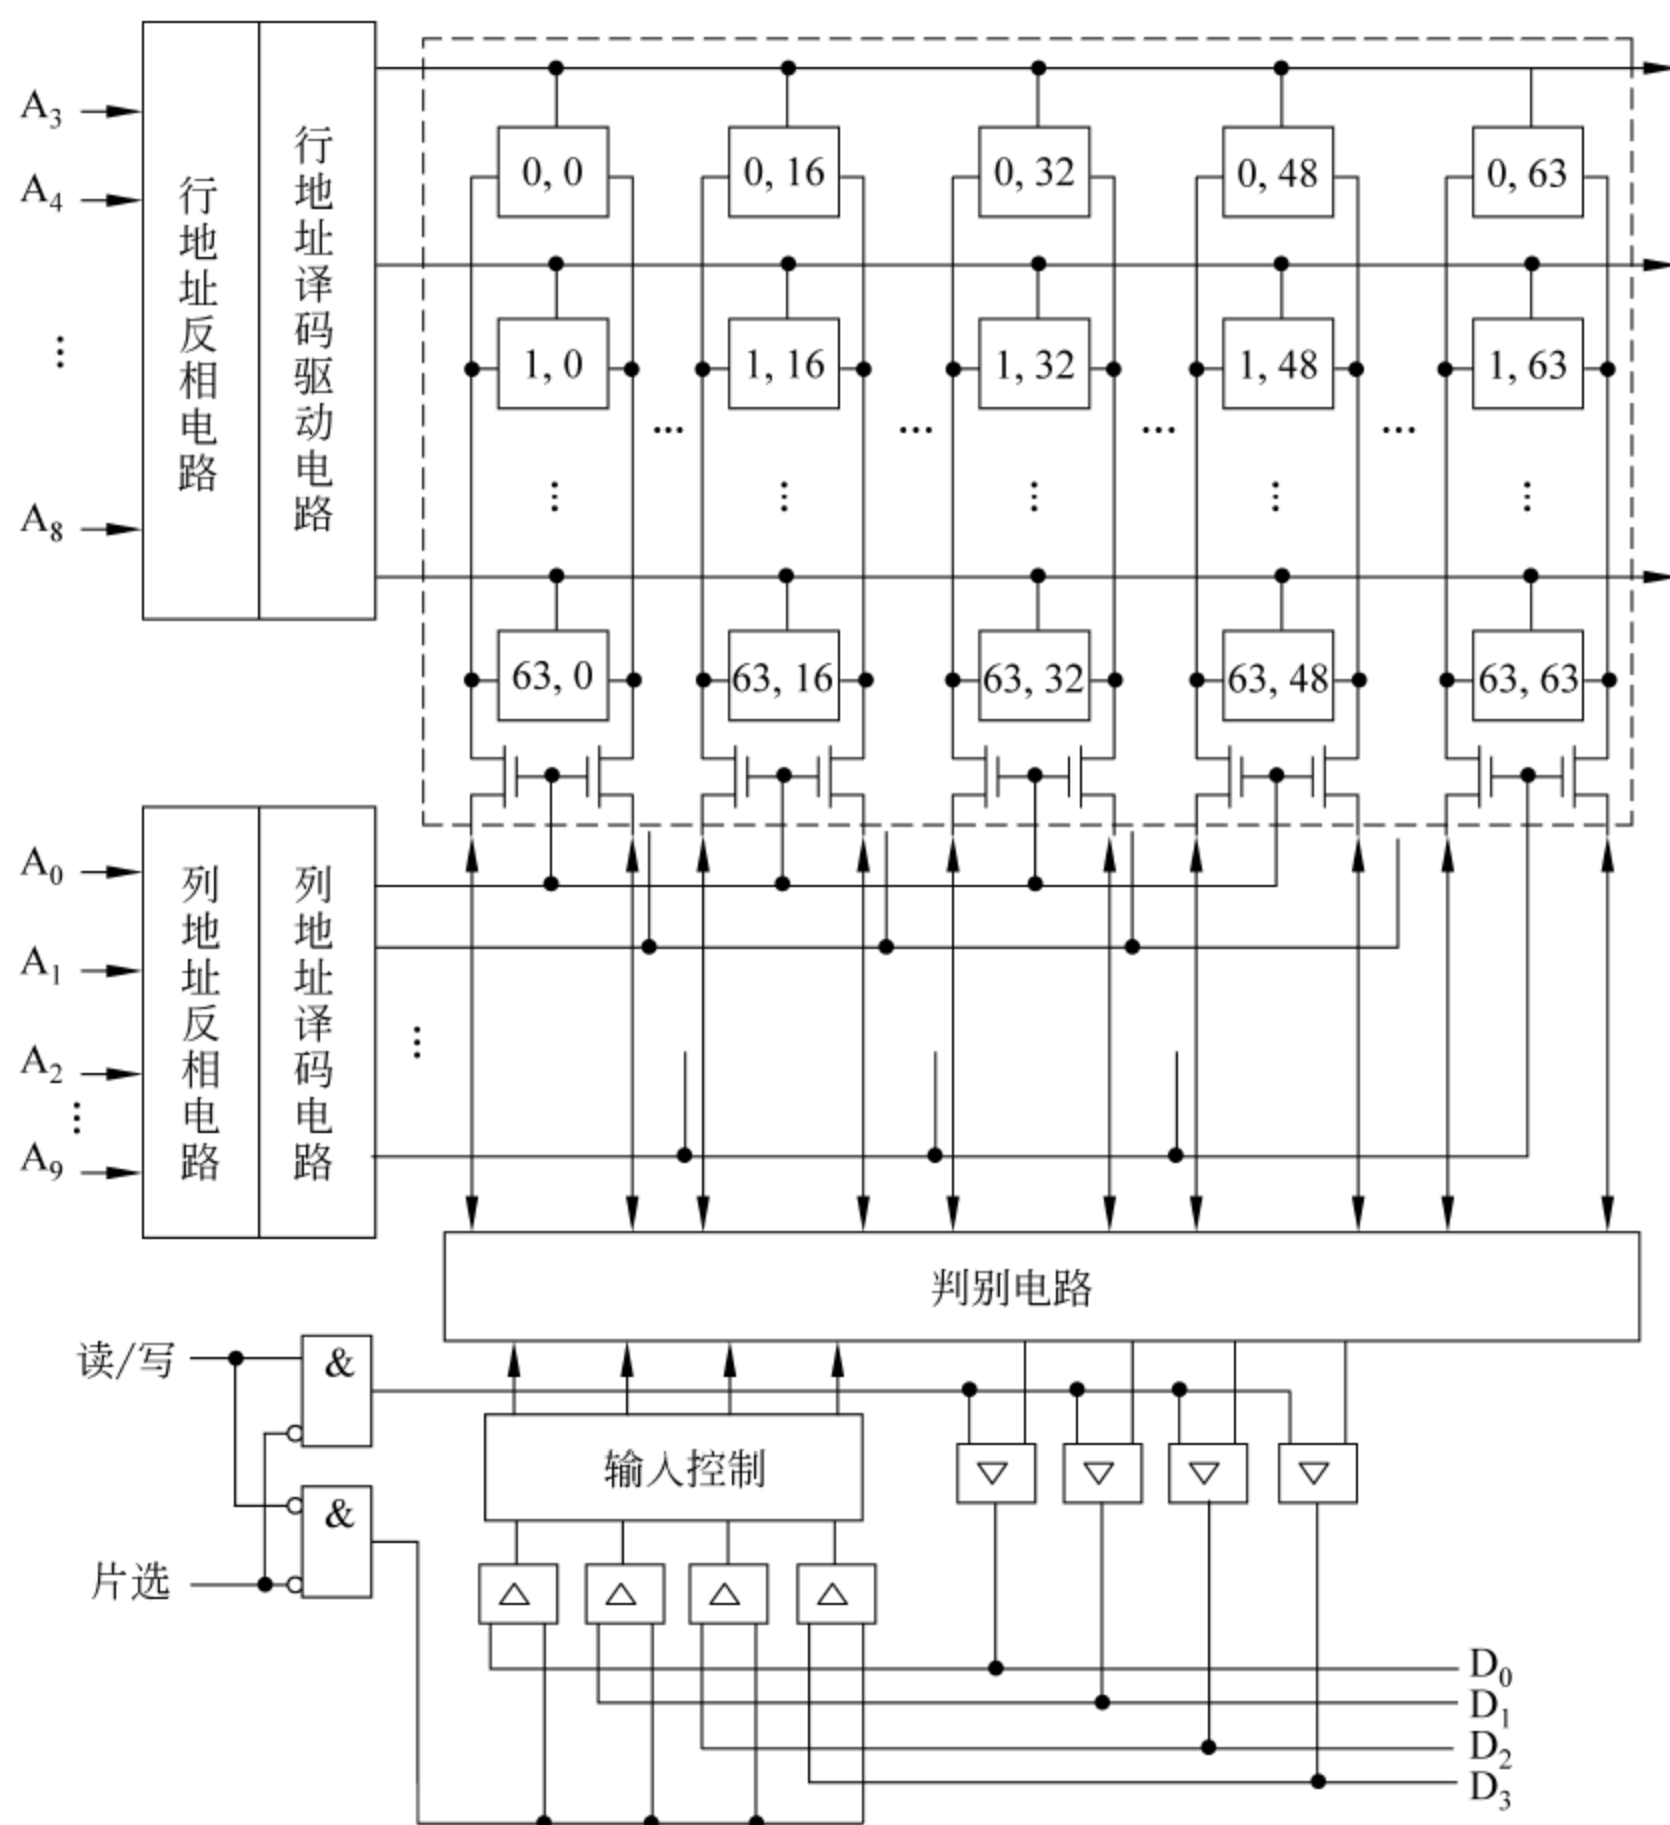 A3
A4
⋮
A8
行地址反相电路
行地址译码驱动电路
0, 0
0, 16
0, 32
0, 48
0, 63
1, 0
1, 16
1, 32
1, 48
1, 63
… … … …
⋮ ⋮ ⋮ ⋮ ⋮
63, 0
63, 16
63, 32
63, 48
63, 63
A0
A1
A2
⋮
A9
列地址反相电路
列地址译码电路
⋮
判别电路
读/写
&
输入控制
&
片选
D0
D1
D2
D3